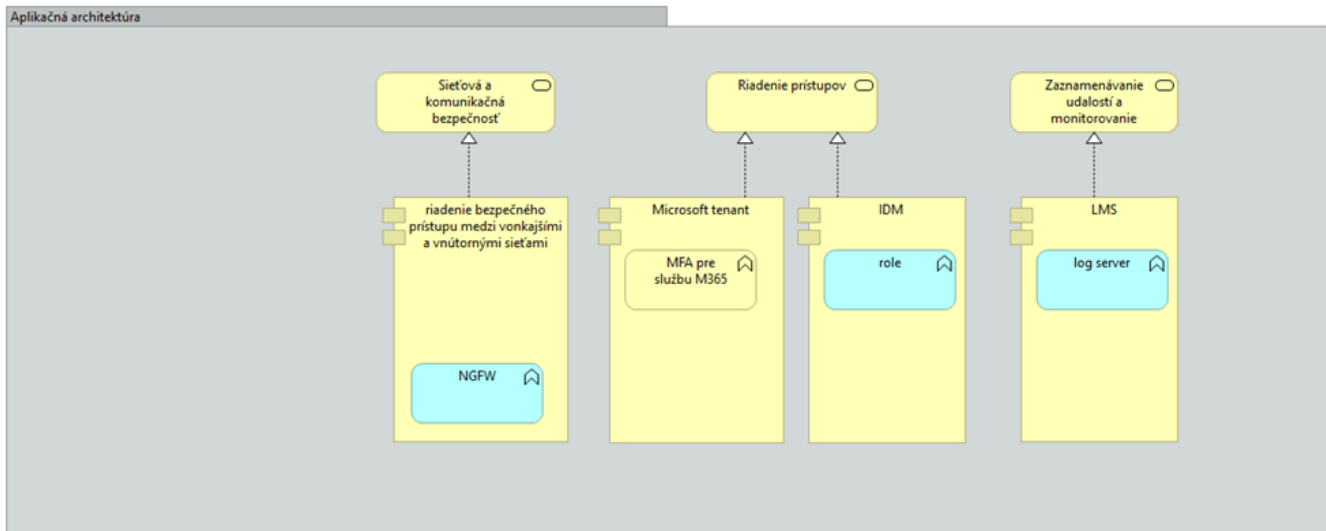 Aplikačná architektúra
Sieťová a
komunikačná
bezpečnosť
Riadenie prístupov
Zaznamenávanie
udalostí a
monitorovanie
riadenie bezpečného
prístupu medzi vonkajšími
a vnútornými sieťami
NGFW
Microsoft tenant
MFA pre
službu M365
IDM
role
LMS
log server